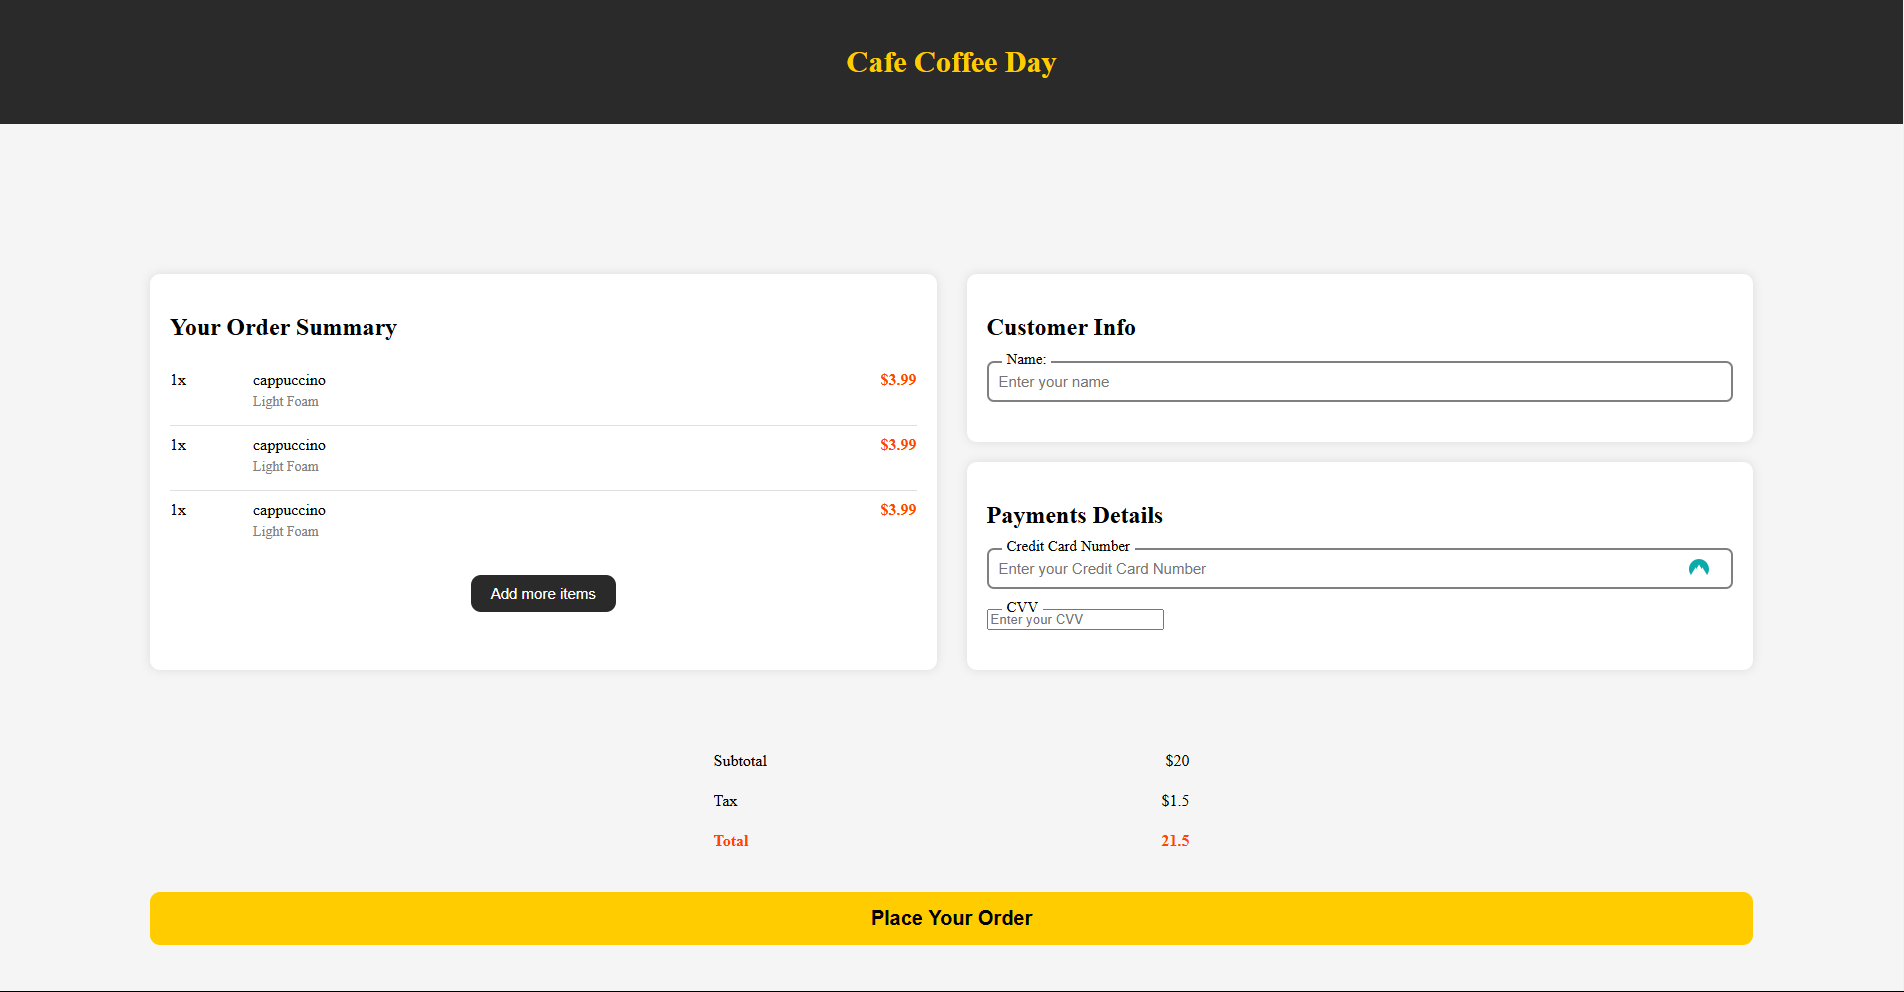 Cafe Coffee Day
Your Order Summary
1x cappuccino $3.99
Light Foam
1x cappuccino $3.99
Light Foam
1x cappuccino $3.99
Light Foam
Add more items
Customer Info
Name:
Enter your name
Payments Details
Credit Card Number
Enter your Credit Card Number
CVV
Enter your CVV
Subtotal $20
Tax $1.5
Total 21.5
Place Your Order